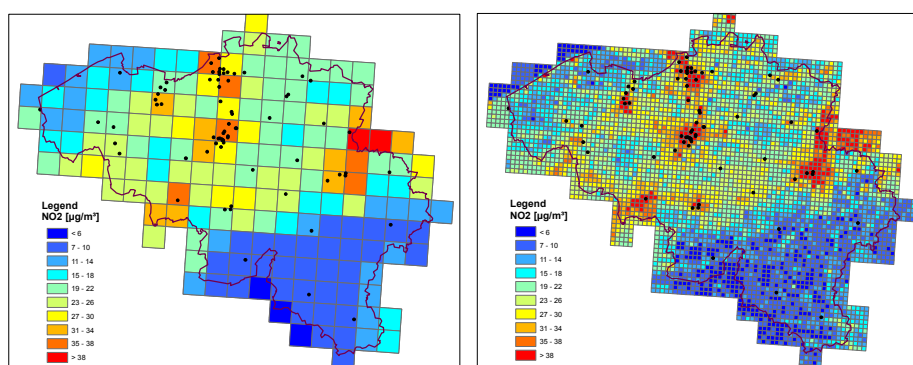 Legend
NO2 [µg/m³]
< 6
7 - 10
11 - 14
15 - 18
19 - 22
23 - 26
27 - 30
31 - 34
35 - 38
> 38
Legend
NO2 [µg/m³]
< 6
7 - 10
11 - 14
15 - 18
19 - 22
23 - 26
27 - 30
31 - 34
35 - 38
> 38